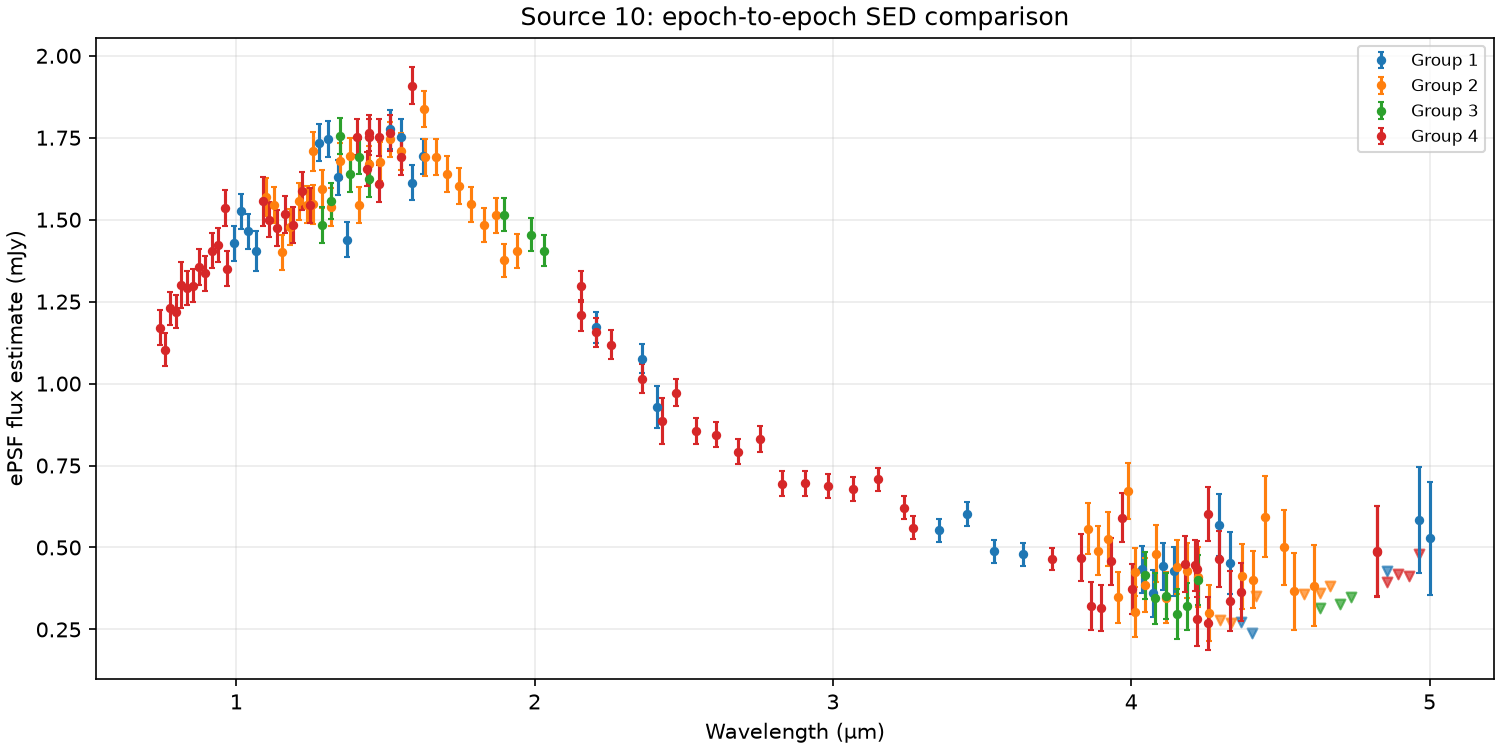 Source 10: epoch-to-epoch SED comparison
ePSF flux estimate (mJy)
2.00
1.75
1.50
1.25
1.00
0.75
0.50
0.25
Group 1
Group 2
Group 3
Group 4
1 2 3 4 5
Wavelength (μm)